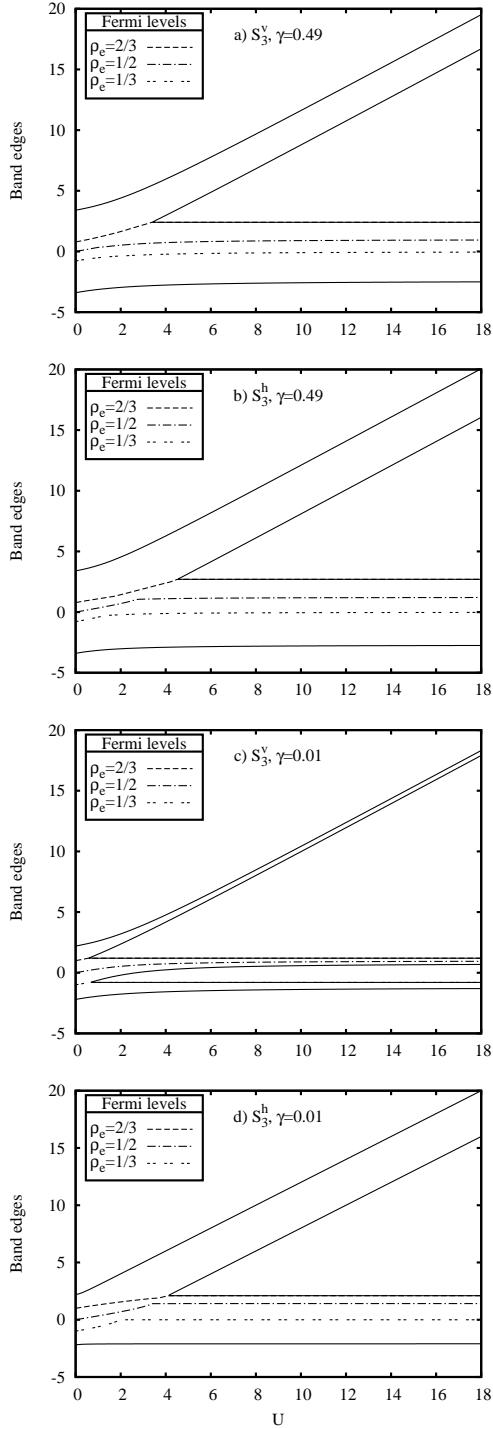 20
15
10
5
0
-5
Band edges
Fermi levels
ρe=2/3
ρe=1/2
ρe=1/3
a) S3v, γ=0.49
0 2 4 6 8 10 12 14 16 18
20
15
10
5
0
-5
Band edges
Fermi levels
ρe=2/3
ρe=1/2
ρe=1/3
b) S3h, γ=0.49
0 2 4 6 8 10 12 14 16 18
20
15
10
5
0
-5
Band edges
Fermi levels
ρe=2/3
ρe=1/2
ρe=1/3
c) S3v, γ=0.01
0 2 4 6 8 10 12 14 16 18
20
15
10
5
0
-5
Band edges
Fermi levels
ρe=2/3
ρe=1/2
ρe=1/3
d) S3h, γ=0.01
0 2 4 6 8 10 12 14 16 18
U